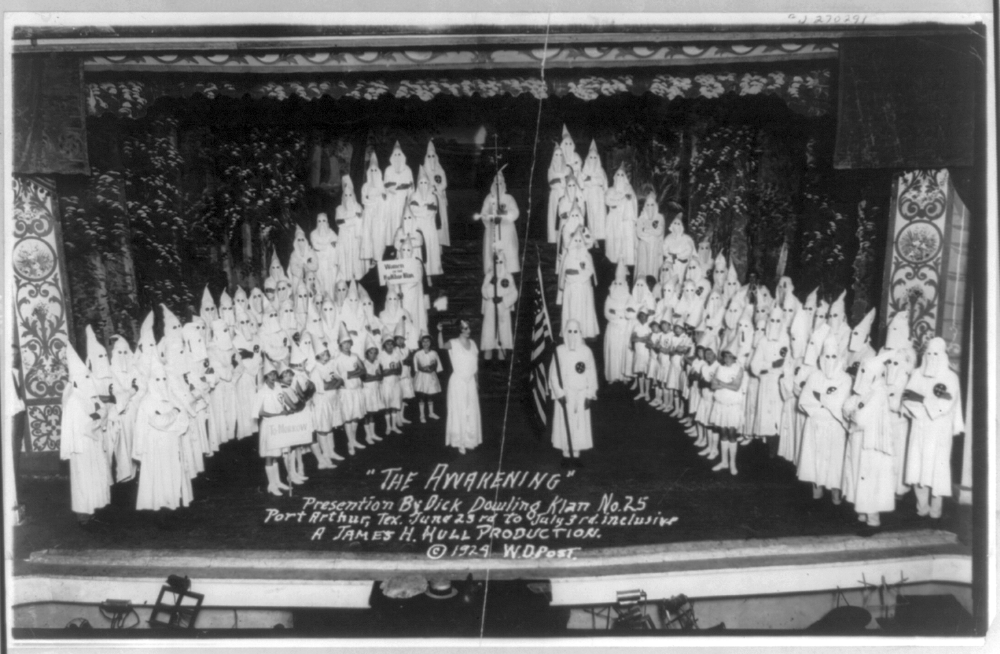 J 270291
Women
of the
Ku Klux Klan
To Morrow
"THE AWAKENING"
Presention By Dick Dowling Klan No. 25
Port Arthur, Tex. June 23rd to July 3rd. inclusive
A JAMES H. HULL PRODUCTION.
© 1924 W.D. Post.